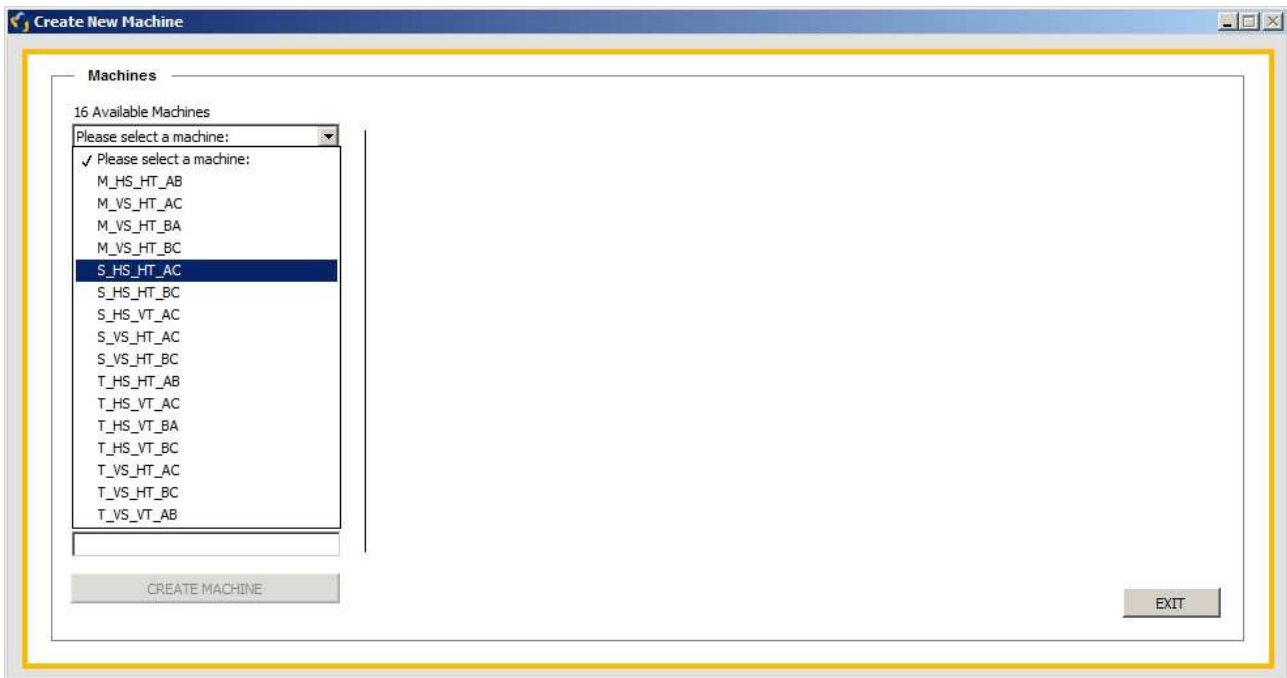 Create New Machine
Machines
16 Available Machines
Please select a machine:
✓ Please select a machine:
M_HS_HT_AB
M_VS_HT_AC
M_VS_HT_BA
M_VS_HT_BC
S_HS_HT_AC
S_HS_HT_BC
S_HS_VT_AC
S_VS_HT_AC
S_VS_HT_BC
T_HS_HT_AB
T_HS_VT_AC
T_HS_VT_BA
T_HS_VT_BC
T_VS_HT_AC
T_VS_HT_BC
T_VS_VT_AB
CREATE MACHINE
EXIT